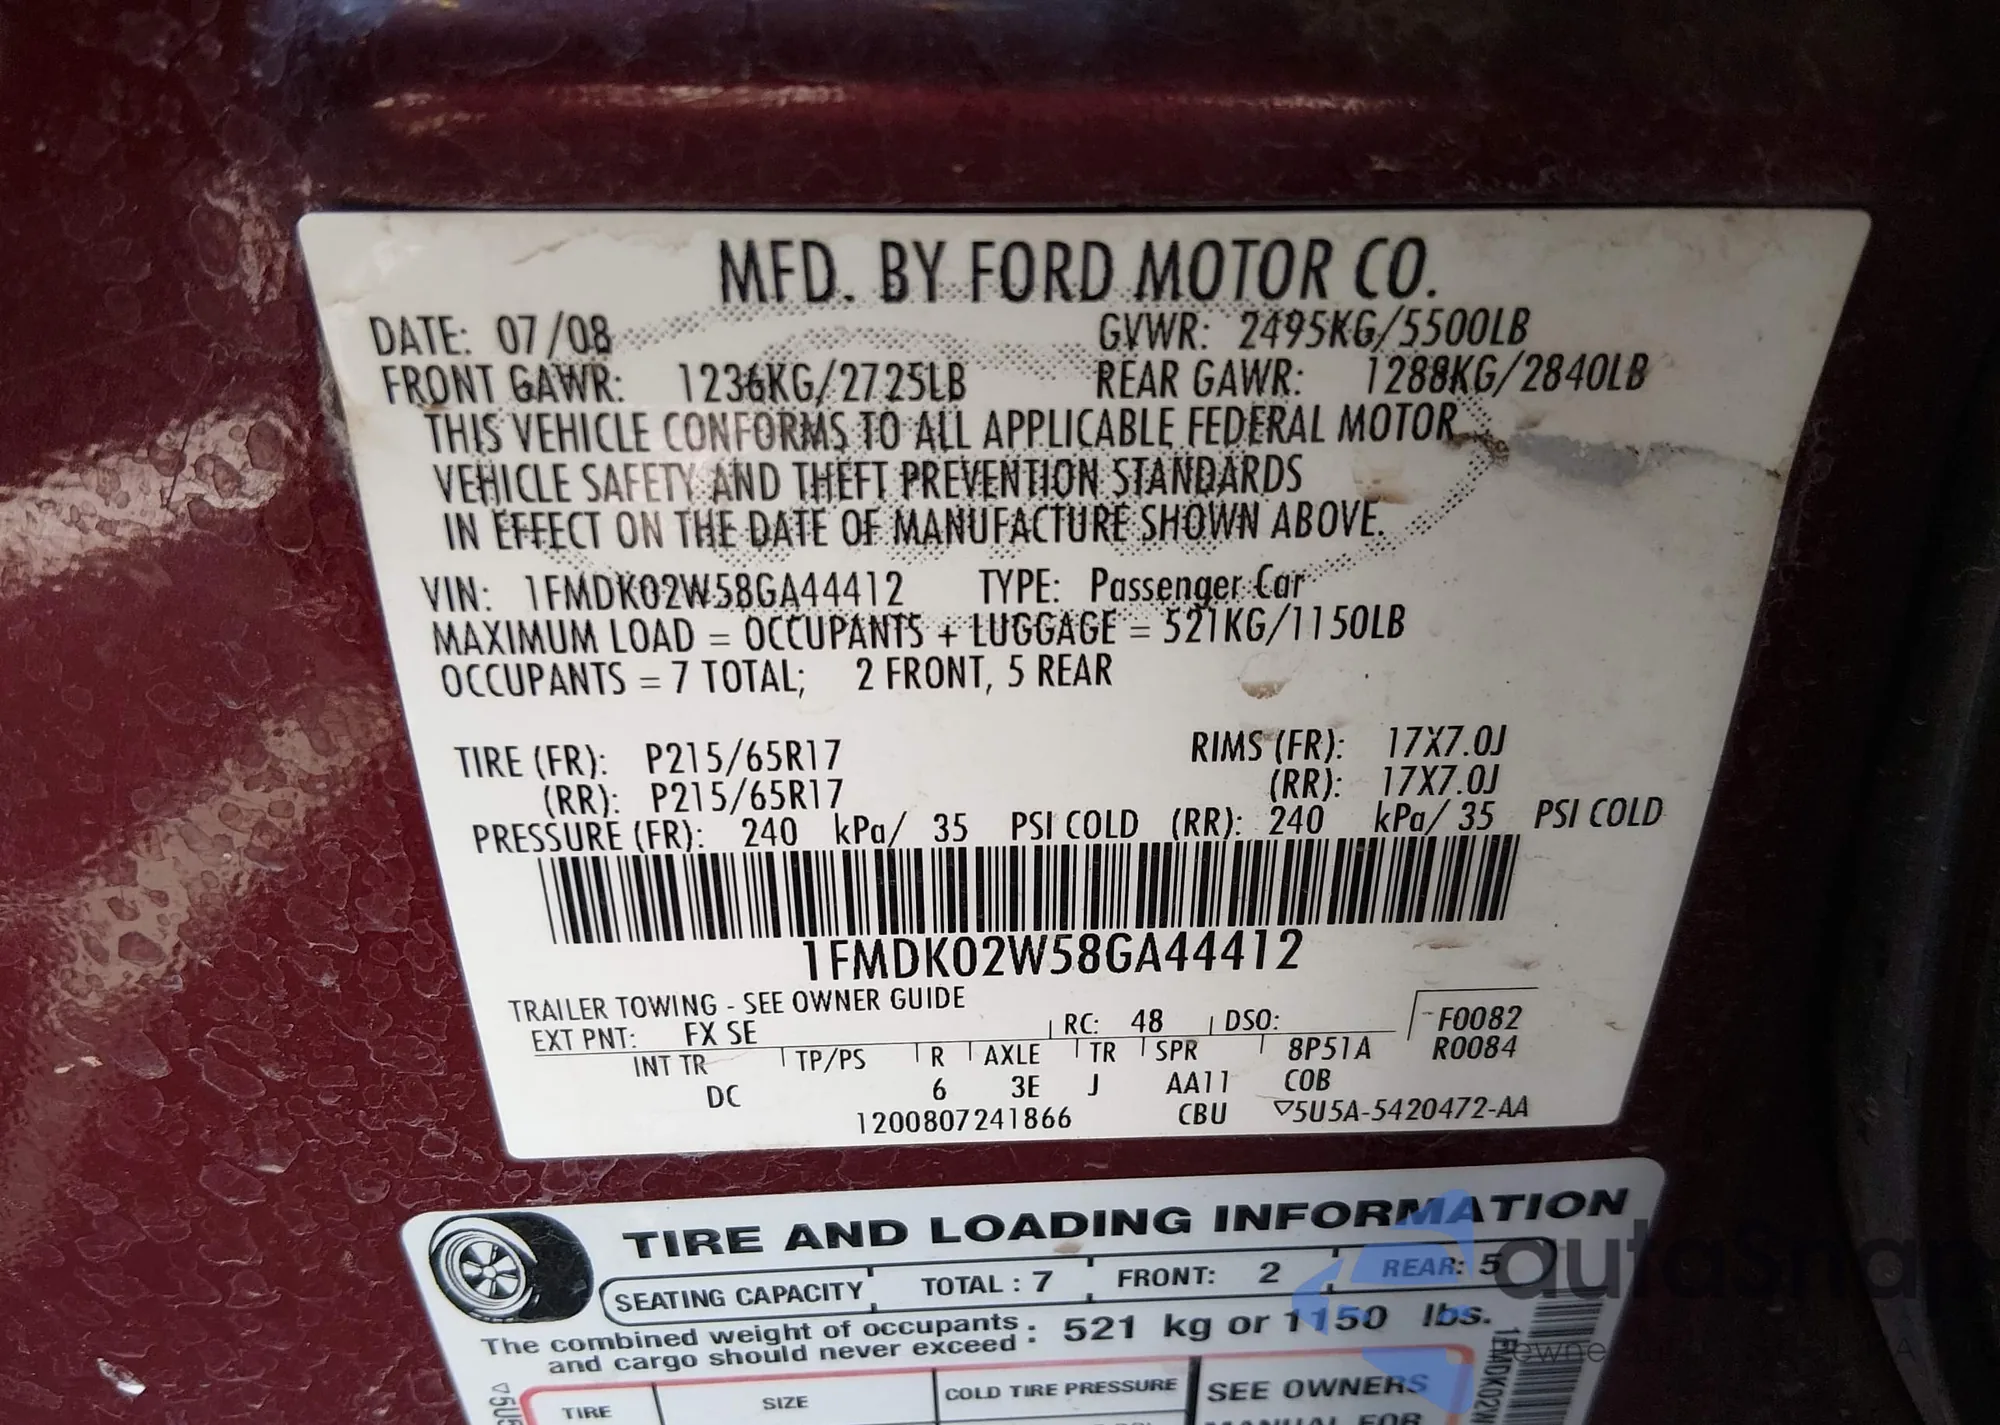 MFD. BY FORD MOTOR CO.
DATE: 07/08 GVWR: 2495KG/5500LB
FRONT GAWR: 1236KG/2725LB REAR GAWR: 1288KG/2840LB
THIS VEHICLE CONFORMS TO ALL APPLICABLE FEDERAL MOTOR
VEHICLE SAFETY AND THEFT PREVENTION STANDARDS
IN EFFECT ON THE DATE OF MANUFACTURE SHOWN ABOVE.
VIN: 1FMDK02W58GA44412 TYPE: Passenger Car
MAXIMUM LOAD = OCCUPANTS + LUGGAGE = 521KG/1150LB
OCCUPANTS = 7 TOTAL; 2 FRONT, 5 REAR
TIRE (FR): P215/65R17 RIMS (FR): 17X7.0J
(RR): P215/65R17 (RR): 17X7.0J
PRESSURE (FR): 240 kPa/ 35 PSI COLD (RR): 240 kPa/ 35 PSI COLD
1FMDK02W58GA44412
TRAILER TOWING - SEE OWNER GUIDE
EXT PNT: FX SE RC: 48 DSO: F0082
INT TR TP/PS R AXLE TR SPR 8P51A R0084
DC 6 3E J AA11 COB
1200807241866 CBU ▽5U5A-5420472-AA
TIRE AND LOADING INFORMATION
SEATING CAPACITY TOTAL : 7 FRONT: 2 REAR: 5
The combined weight of occupants
and cargo should never exceed : 521 kg or 1150 lbs.
TIRE SIZE COLD TIRE PRESSURE SEE OWNERS
MANUAL FOR
1FMDK02W
autasnap